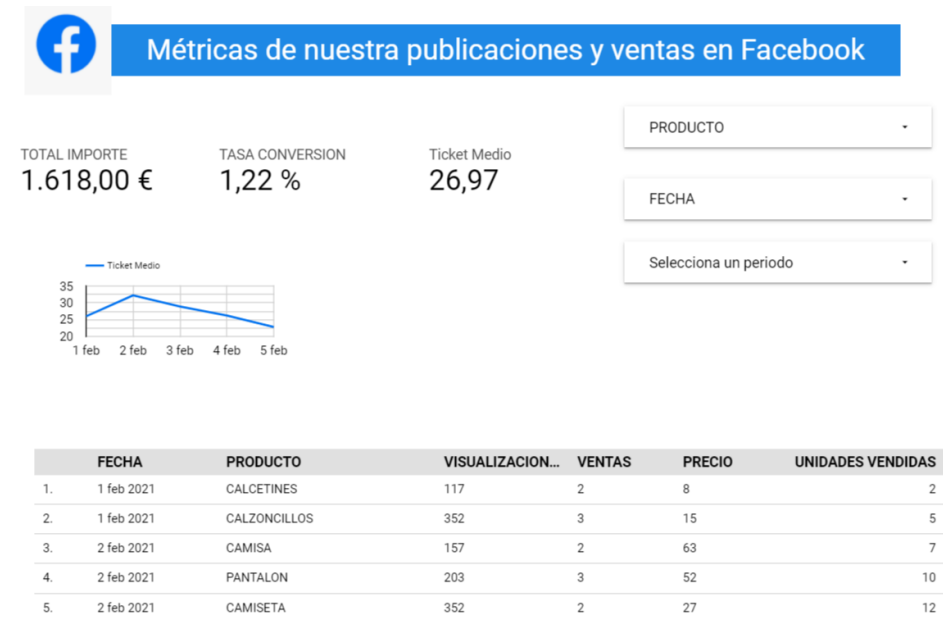 Métricas de nuestra publicaciones y ventas en Facebook
PRODUCTO
TOTAL IMPORTE TASA CONVERSION Ticket Medio
1.618,00 € 1,22 % 26,97
FECHA
Selecciona un periodo
Ticket Medio
35
30
25
20
1 feb 2 feb 3 feb 4 feb 5 feb
FECHA PRODUCTO VISUALIZACION... VENTAS PRECIO UNIDADES VENDIDAS
1. 1 feb 2021 CALCETINES 117 2 8 2
2. 1 feb 2021 CALZONCILLOS 352 3 15 5
3. 2 feb 2021 CAMISA 157 2 63 7
4. 2 feb 2021 PANTALON 203 3 52 10
5. 2 feb 2021 CAMISETA 352 2 27 12